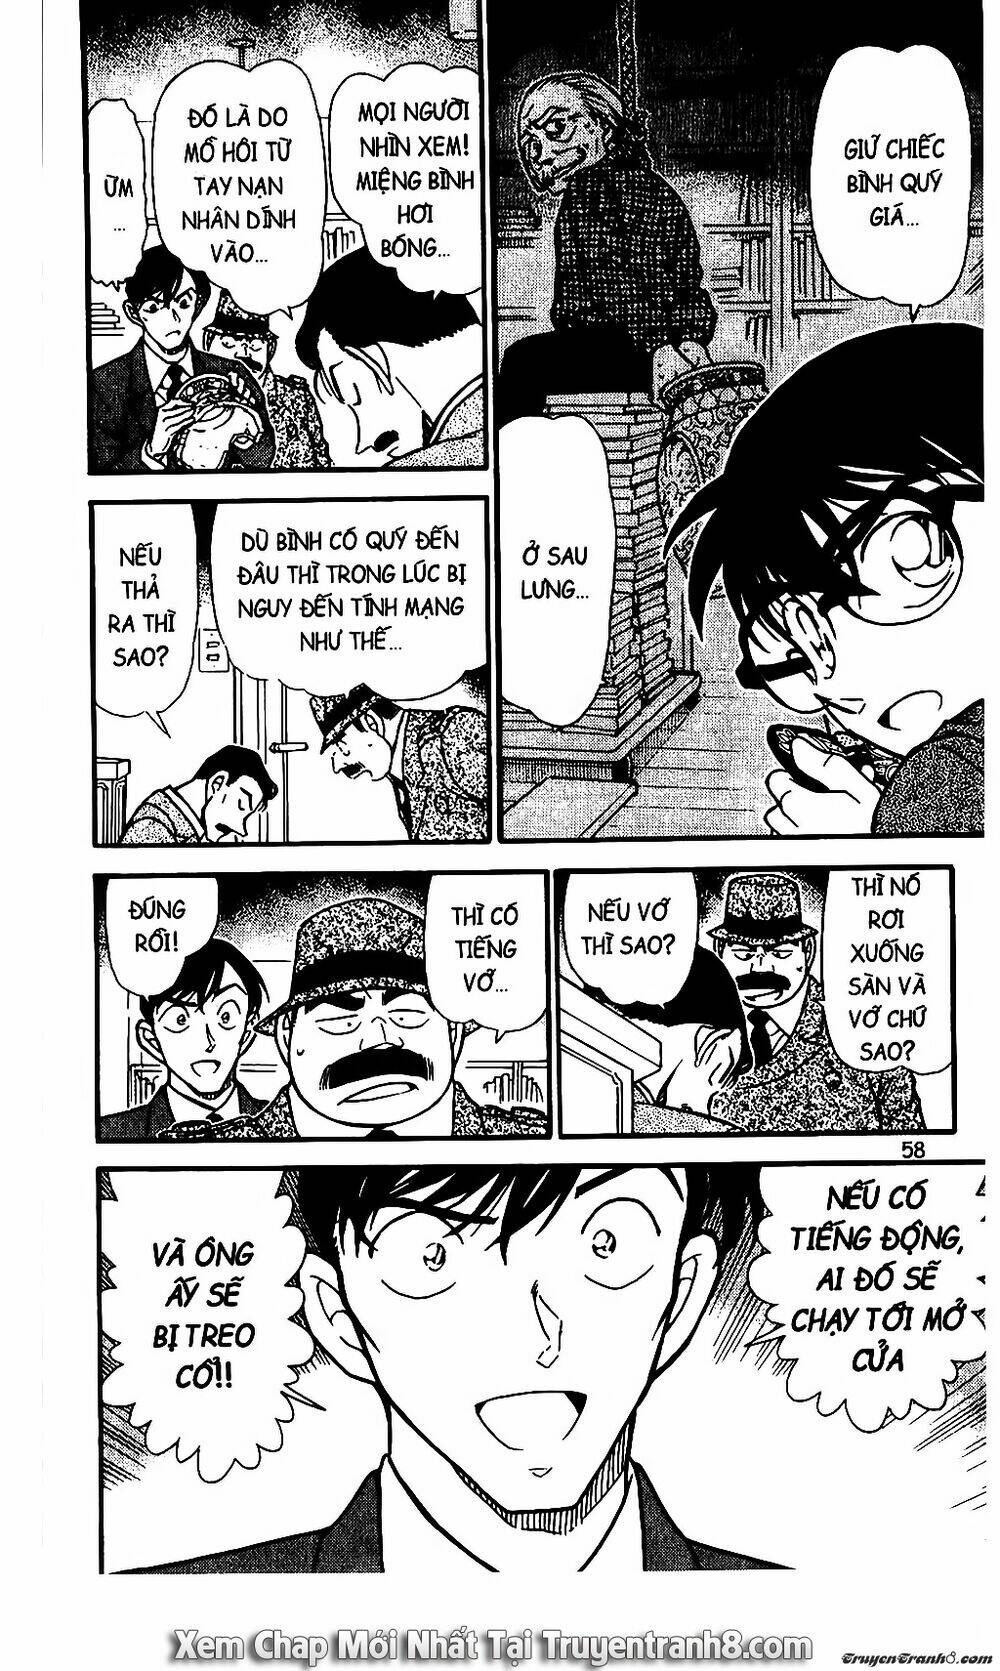 GIỮ CHIẾC
BÌNH QUÝ
GIÁ...
Ở SAU
LƯNG...
MỌI NGƯỜI
NHÌN XEM!
MIỆNG BÌNH
HƠI
BÓNG...
ĐÓ LÀ DO
MỒ HÔI TỪ
TAY NẠN
NHÂN DÍNH
VÀO...
ỪM
...
DÙ BÌNH CÓ QUÝ ĐẾN
ĐÂU THÌ TRONG LÚC BỊ
NGUY ĐẾN TÍNH MẠNG
NHƯ THẾ...
NẾU
THẢ
RA THÌ
SAO?
THÌ NÓ
RƠI
XUỐNG
SÀN VÀ
VỠ CHỨ
SAO?
NẾU VỠ
THÌ SAO?
THÌ CÓ
TIẾNG
VỠ...
ĐÚNG
RỒI!
58
NẾU CÓ
TIẾNG ĐỘNG,
AI ĐÓ SẼ
CHẠY TỚI MỞ
CỬA
VÀ ÔNG
ẤY SẼ
BỊ TREO
CỔ!!
Xem Chap Mới Nhất Tại Truyentranh8.com
TruyenTranh8.com